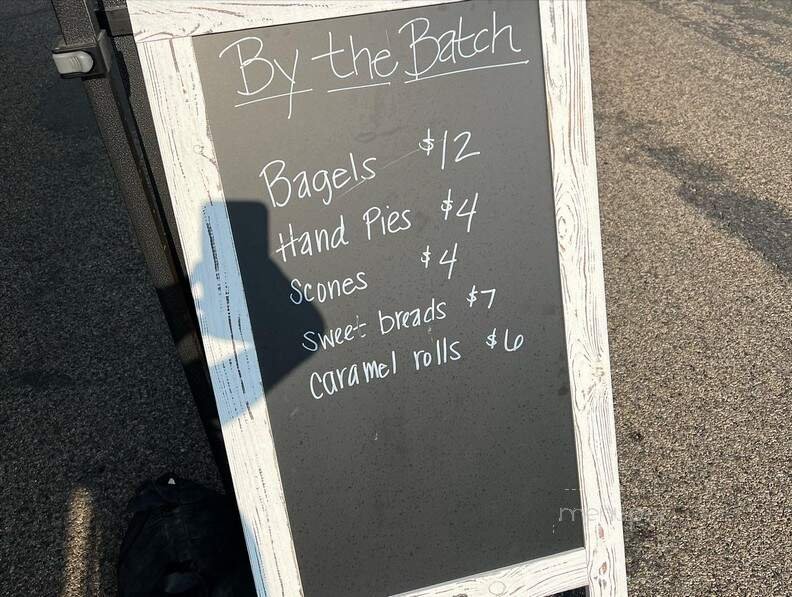 By the Batch
Bagels $12
Hand Pies $4
Scones $4
sweet breads $7
caramel rolls $6